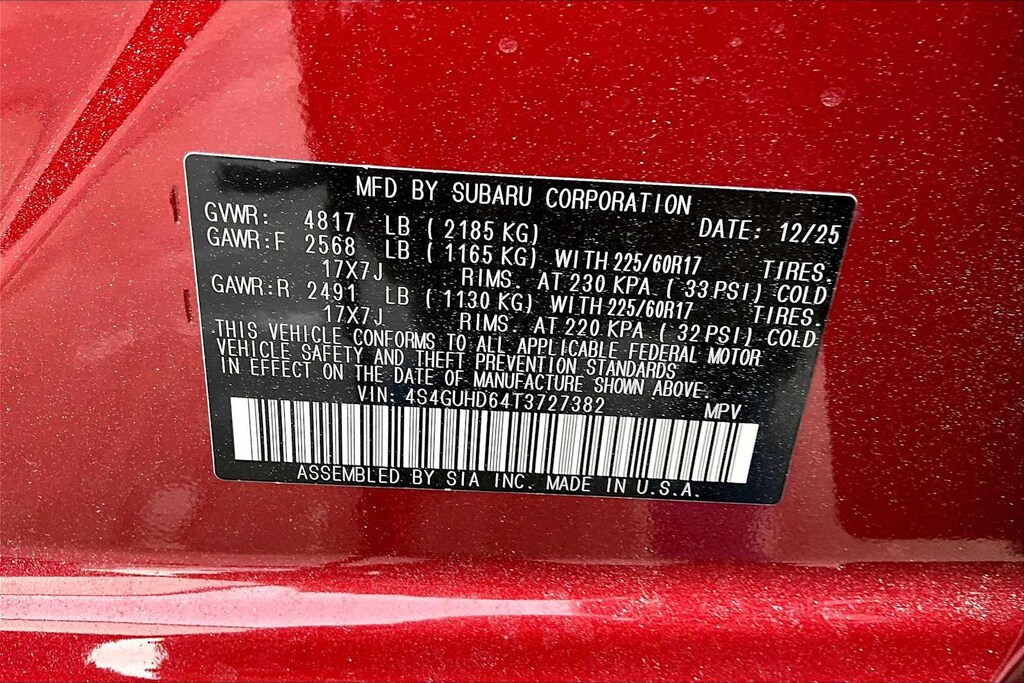 MFD BY SUBARU CORPORATION
GVWR: 4817 LB ( 2185 KG) DATE: 12/25
GAWR:F 2568 LB ( 1165 KG) WITH 225/60R17 TIRES.
17X7J RIMS. AT 230 KPA ( 33 PSI) COLD
GAWR:R 2491 LB ( 1130 KG) WITH 225/60R17 TIRES.
17X7J RIMS. AT 220 KPA ( 32 PSI) COLD.
THIS VEHICLE CONFORMS TO ALL APPLICABLE FEDERAL MOTOR
VEHICLE SAFETY AND THEFT PREVENTION STANDARDS
IN EFFECT ON THE DATE OF MANUFACTURE SHOWN ABOVE.
VIN: 4S4GUHD64T3727382 MPV
ASSEMBLED BY SIA INC. MADE IN U.S.A.